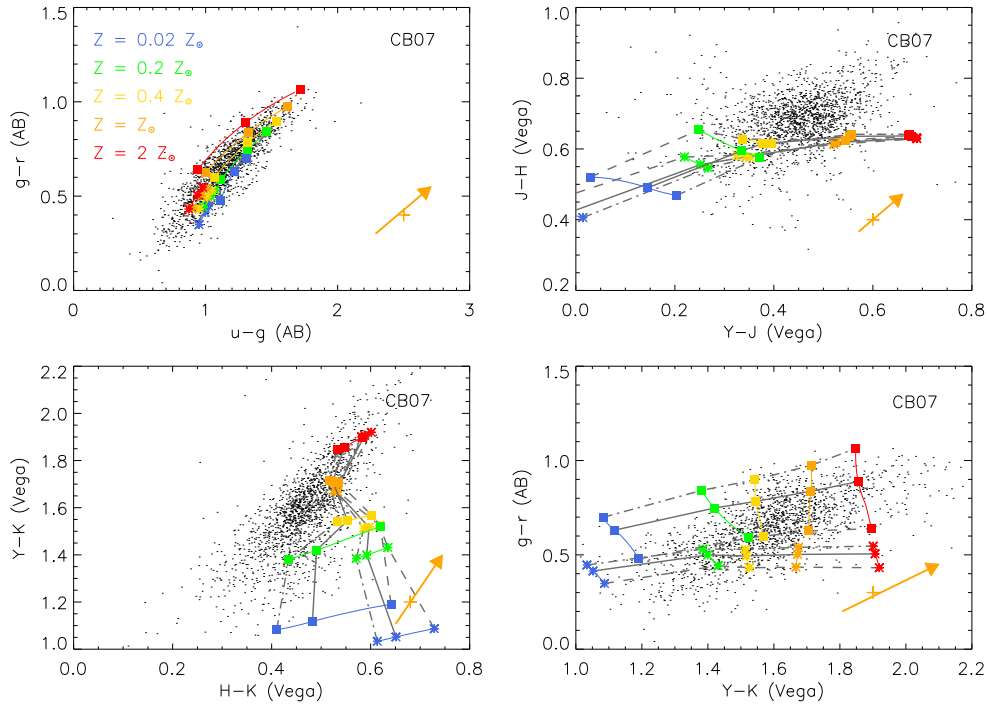 1.5
1.0
0.5
0.0
g−r (AB)
Z = 0.02 Z⊙
Z = 0.2 Z⊙
Z = 0.4 Z⊙
Z = Z⊙
Z = 2 Z⊙
CB07
0 1 2 3
u−g (AB)
1.0
0.8
0.6
0.4
0.2
J−H (Vega)
CB07
0.0 0.2 0.4 0.6 0.8
Y−J (Vega)
2.2
2.0
1.8
1.6
1.4
1.2
1.0
Y−K (Vega)
CB07
0.0 0.2 0.4 0.6 0.8
H−K (Vega)
1.5
1.0
0.5
0.0
g−r (AB)
CB07
1.0 1.2 1.4 1.6 1.8 2.0 2.2
Y−K (Vega)